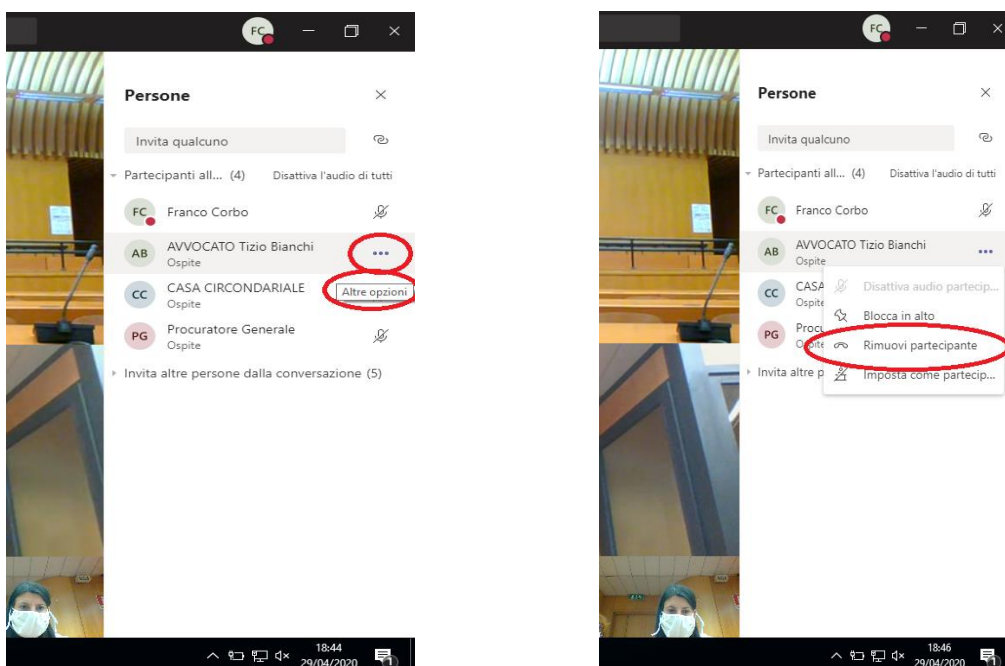 FC
Persone
Invita qualcuno
Partecipanti all... (4) Disattiva l'audio di tutti
FC Franco Corbo
AB AVVOCATO Tizio Bianchi
Ospite
CC CASA CIRCONDARIALE
Ospite
Altre opzioni
PG Procuratore Generale
Ospite
Invita altre persone dalla conversazione (5)
18:44
29/04/2020
1
FC
Persone
Invita qualcuno
Partecipanti all... (4) Disattiva l'audio di tutti
FC Franco Corbo
AB AVVOCATO Tizio Bianchi
Ospite
CC CASA
Ospite
Disattiva audio partecip...
Blocca in alto
PG Procu
Rimuovi partecipante
Invita altre p
Imposta come partecip...
18:46
29/04/2020
1